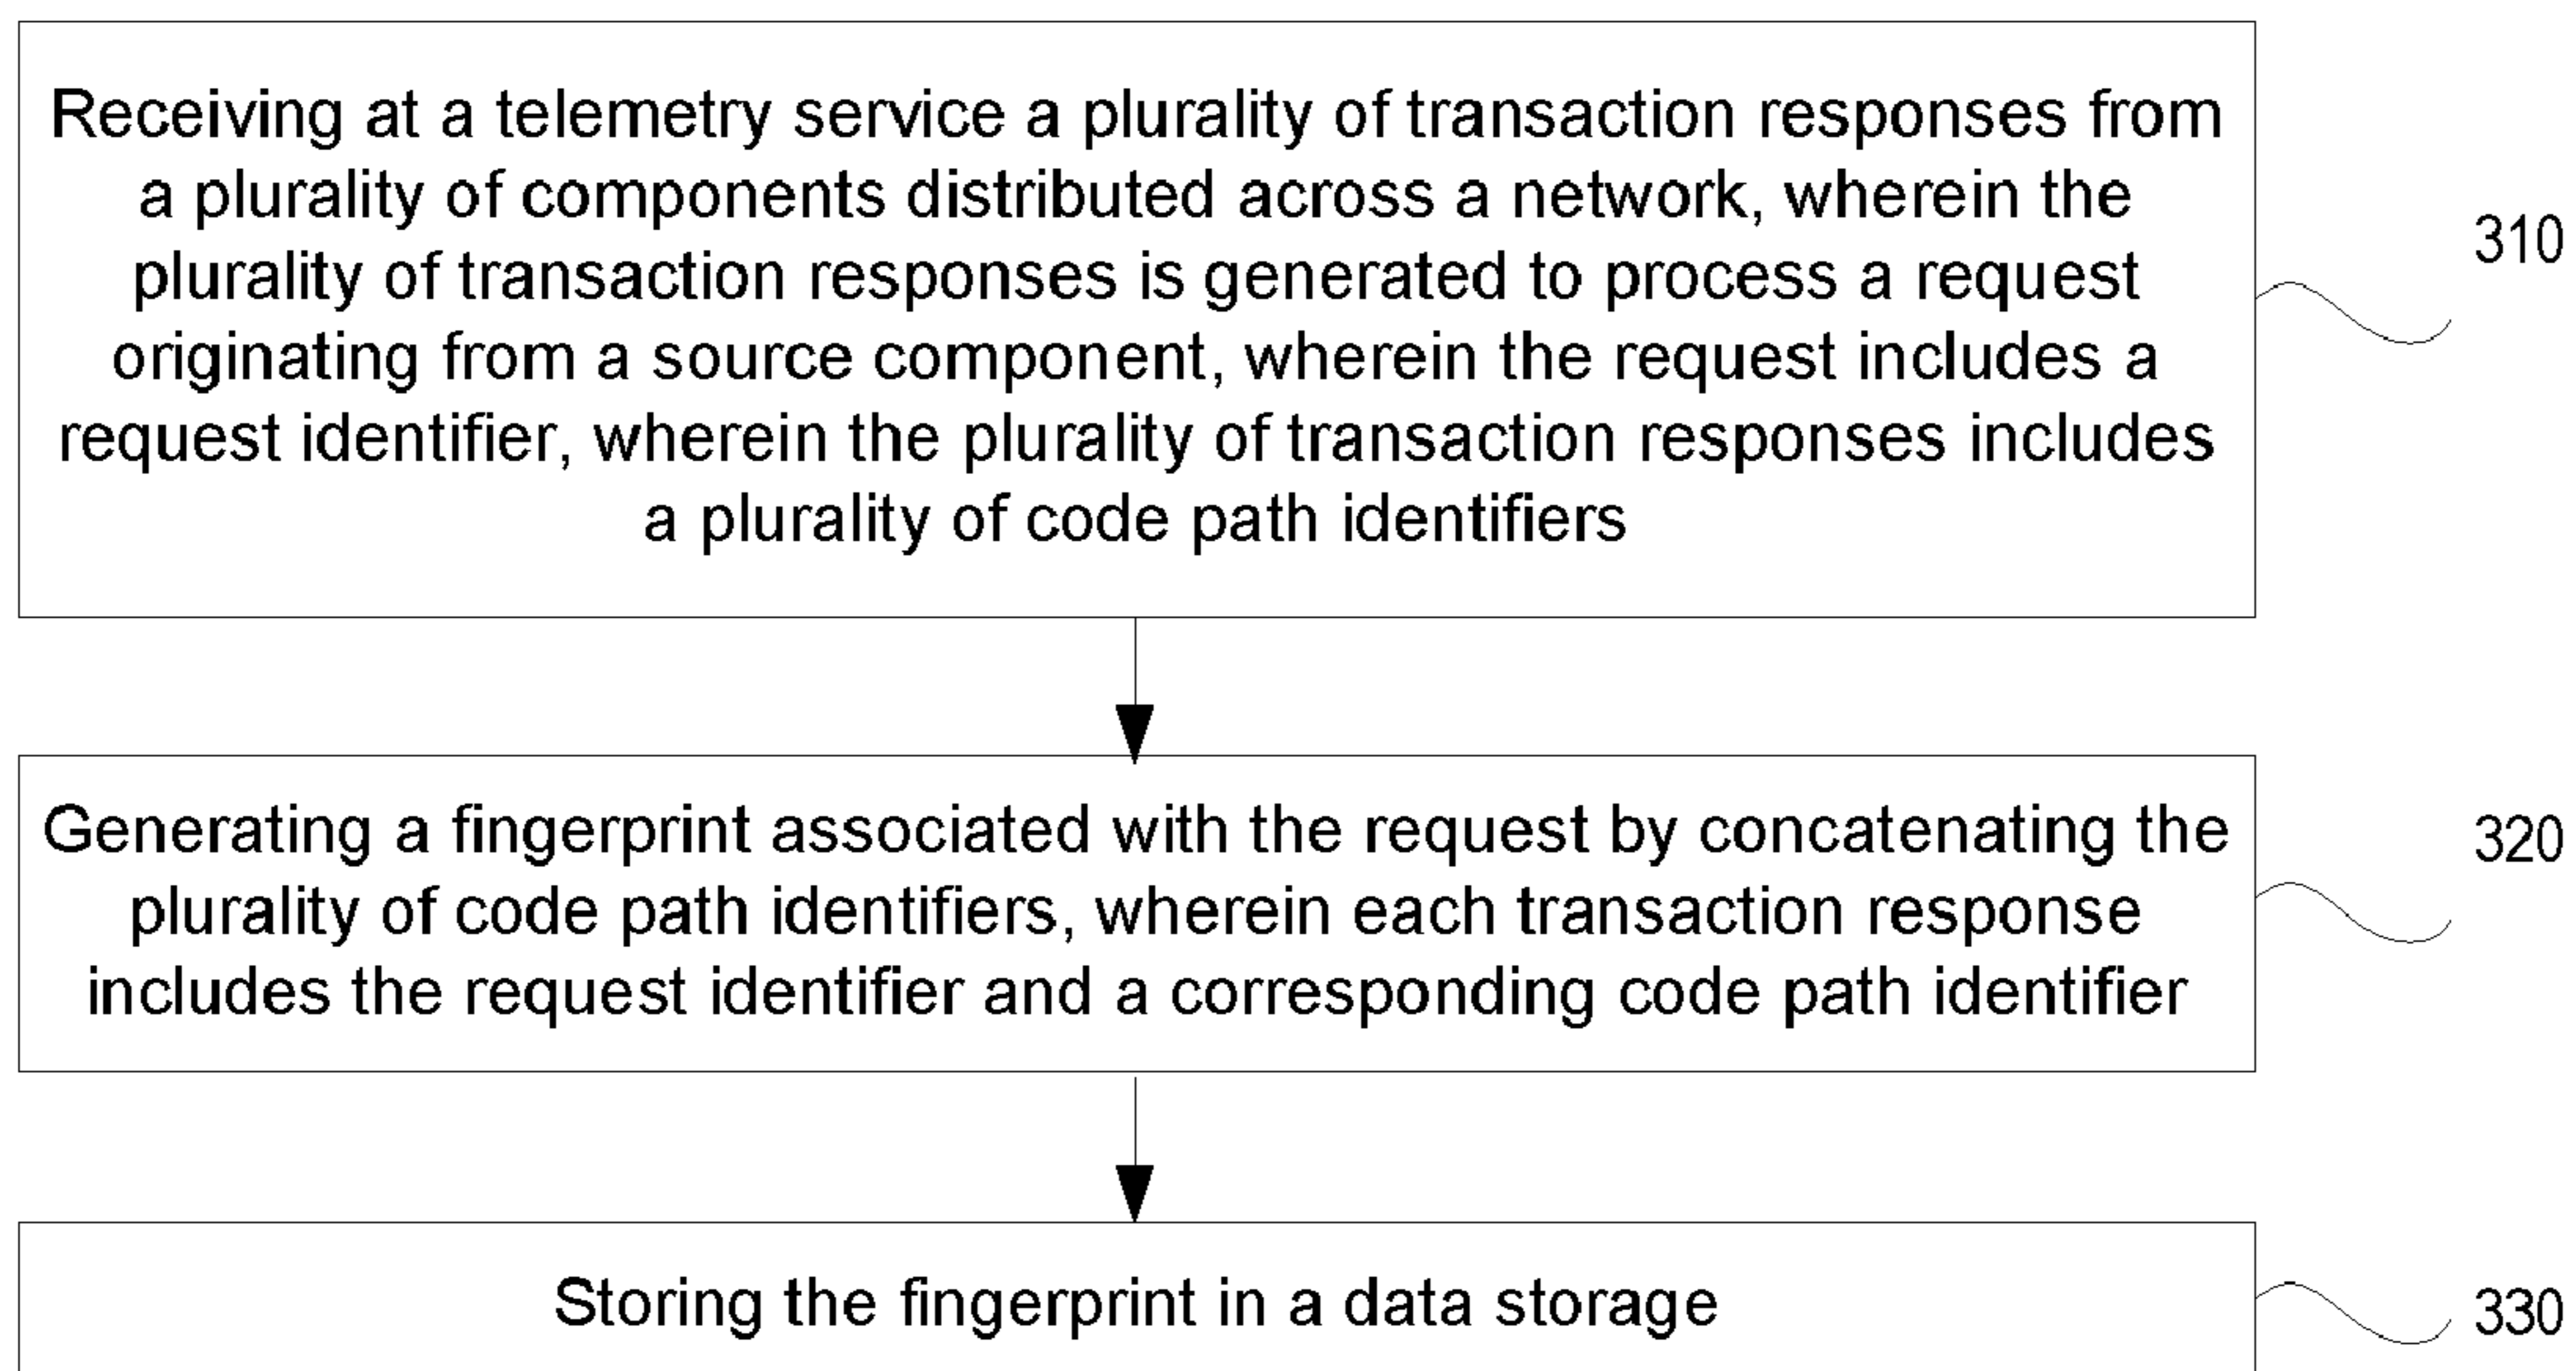 Receiving at a telemetry service a plurality of transaction responses from
a plurality of components distributed across a network, wherein the
plurality of transaction responses is generated to process a request
originating from a source component, wherein the request includes a
request identifier, wherein the plurality of transaction responses includes
a plurality of code path identifiers
310
Generating a fingerprint associated with the request by concatenating the
plurality of code path identifiers, wherein each transaction response
includes the request identifier and a corresponding code path identifier
320
Storing the fingerprint in a data storage
330